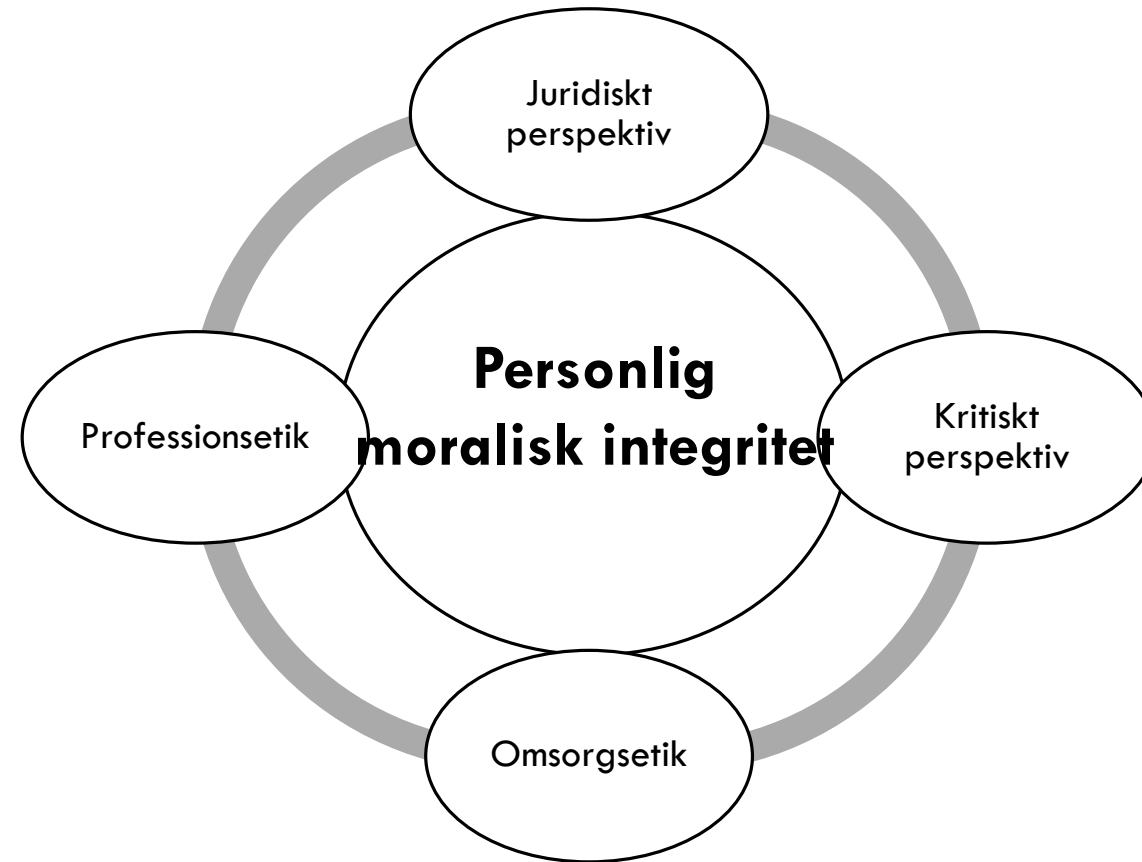 Juridiskt
perspektiv
Personlig
moralisk integritet
Professionsetik
Kritiskt
perspektiv
Omsorgsetik